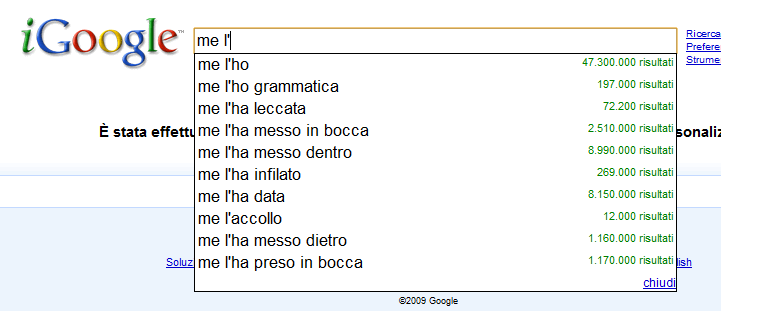 iGoogle™
me l'
Ricerca
Prefere
Strume
me l'ho 47.300.000 risultati
me l'ho grammatica 197.000 risultati
me l'ha leccata 72.200 risultati
È stata effettu
me l'ha messo in bocca 2.510.000 risultati
sonaliz
me l'ha messo dentro 8.990.000 risultati
me l'ha infilato 269.000 risultati
me l'ha data 8.150.000 risultati
me l'accollo 12.000 risultati
me l'ha messo dietro 1.160.000 risultati
Soluz
me l'ha preso in bocca 1.170.000 risultati
lish
chiudi
©2009 Google